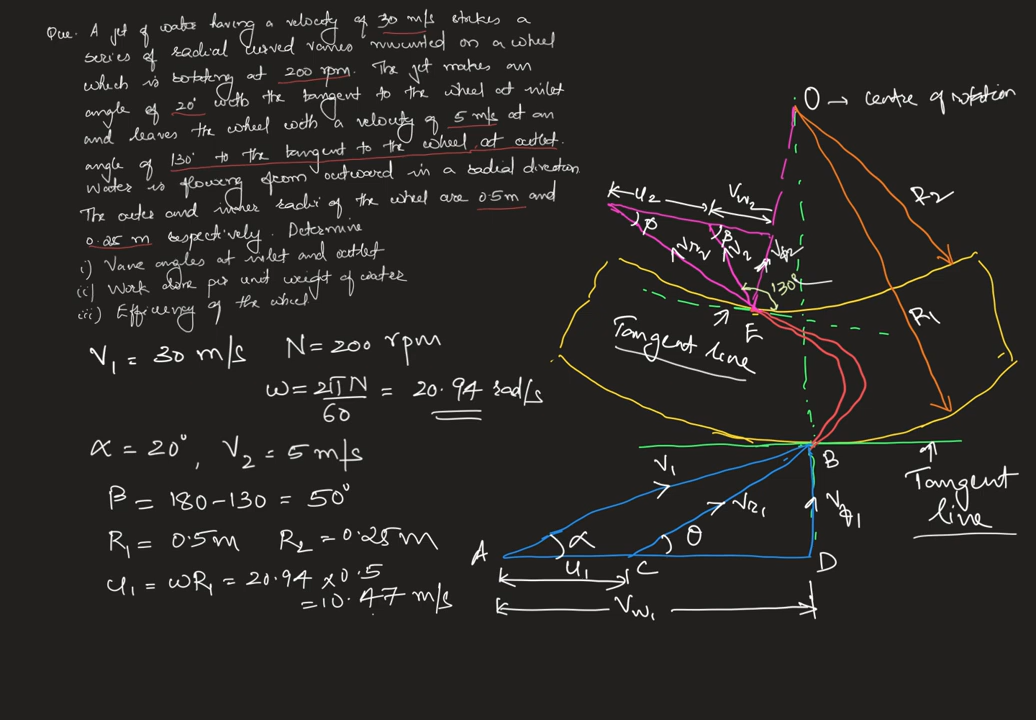 Que. A jet of water having a velocity of 30 m/s strikes a
series of radial curved vanes mounted on a wheel
which is rotating at 200 rpm. The jet makes an
angle of 20° with the tangent to the wheel at inlet
and leaves the wheel with a velocity of 5 m/s at an
angle of 130° to the tangent to the wheel at outlet.
Water is flowing from outward in a radial direction
The outer and inner radii of the wheel are 0.5m and
0.25 m respectively. Determine
i) Vane angles at inlet and outlet
ii) Work done per unit weight of water
iii) Efficiency of the wheel
V1 = 30 m/s N = 200 rpm
ω = 2πN/60 = 20.94 rad/s
α = 20°, V2 = 5 m/s
β = 180-130 = 50°
R1 = 0.5m R2 = 0.25m
u1 = ωR1 = 20.94 x 0.5
= 10.47 m/s
O → centre of rotation
R2
R1
u2
Vw2
φ
β
Vr2
V2
Vf2
130°
E
Tangent line
B
Tangent
line
V1
Vr1
Vf1
A
α
θ
u1
C
D
Vw1